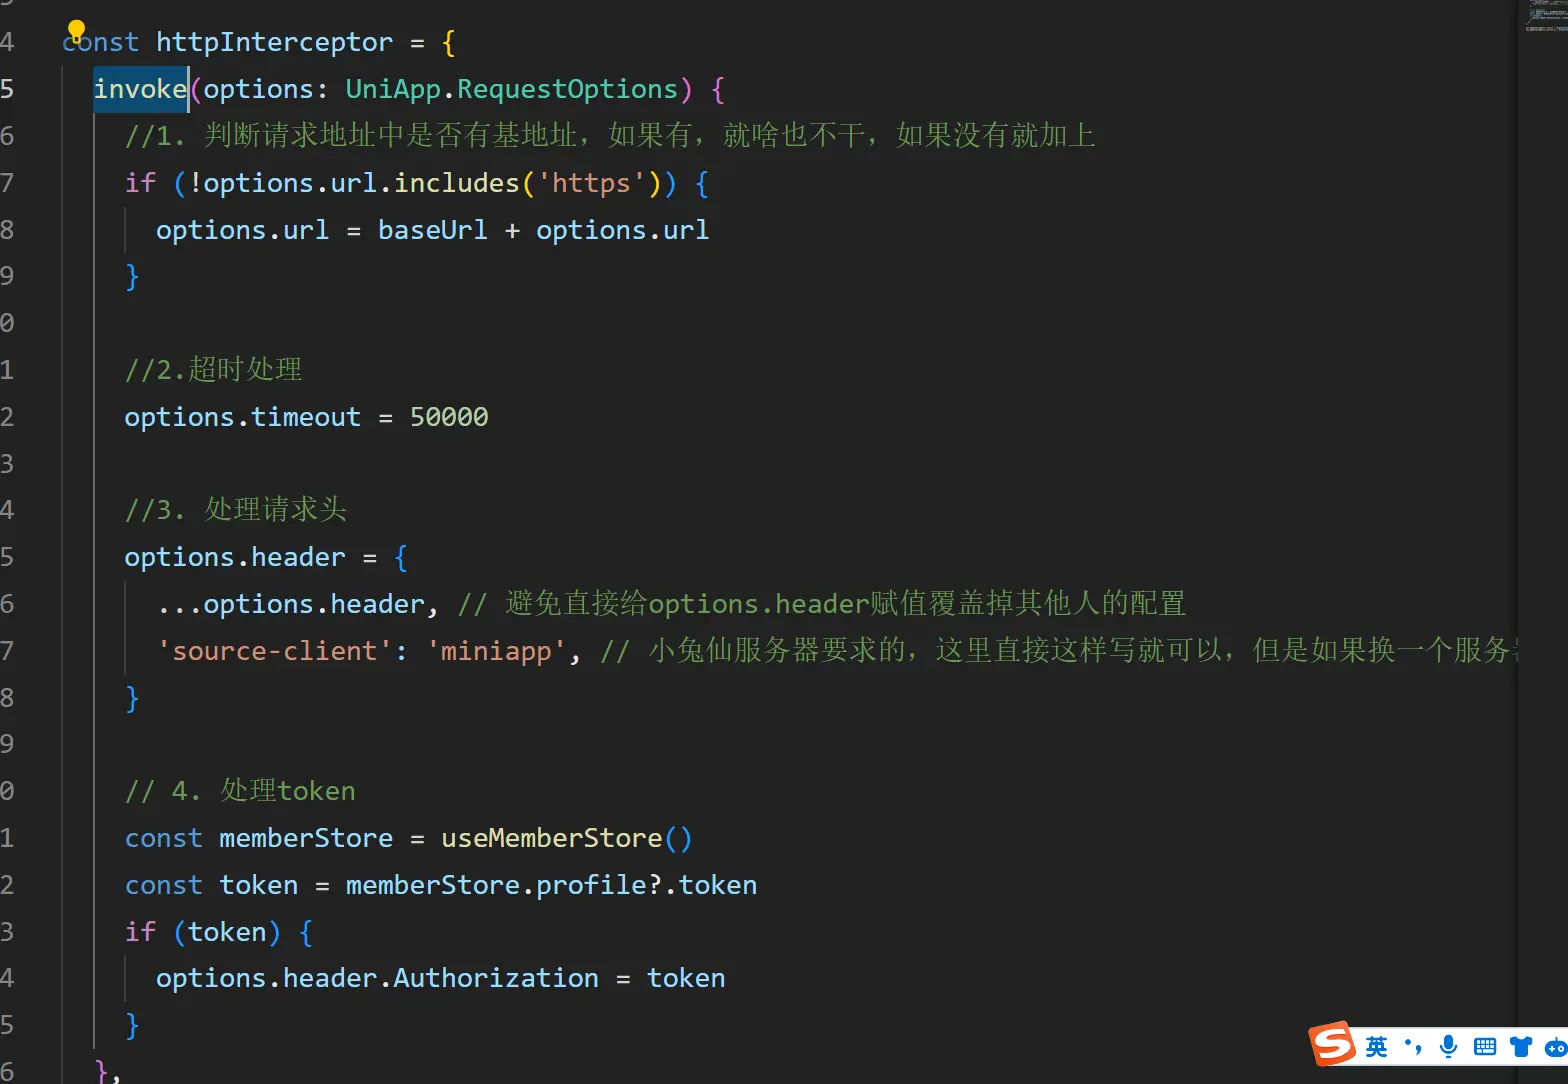 4 const httpInterceptor = {
5 invoke(options: UniApp.RequestOptions) {
6 //1. 判断请求地址中是否有基地址，如果有，就啥也不干，如果没有就加上
7 if (!options.url.includes('https')) {
8 options.url = baseUrl + options.url
9 }
0
1 //2.超时处理
2 options.timeout = 50000
3
4 //3. 处理请求头
5 options.header = {
6 ...options.header, // 避免直接给options.header赋值覆盖掉其他人的配置
7 'source-client': 'miniapp', // 小兔仙服务器要求的，这里直接这样写就可以，但是如果换一个服务
8 }
9
0 // 4. 处理token
1 const memberStore = useMemberStore()
2 const token = memberStore.profile?.token
3 if (token) {
4 options.header.Authorization = token
5 }
6 },
S 英